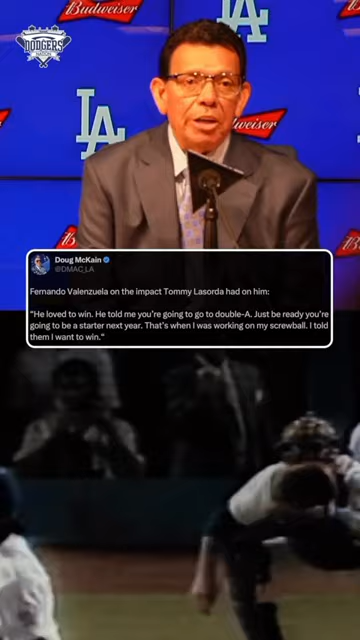 DODGERS
NATION
Budweiser
LA
LA
weiser
Doug McKain
@DMAC_LA
Fernando Valenzuela on the impact Tommy Lasorda had on him:
“He loved to win. He told me you’re going to go to double-A. Just be ready you’re
going to be a starter next year. That’s when I was working on my screwball. I told
them I want to win.”